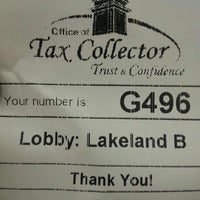 Office of
Tax Collector
Trust & Confidence
Your number is G496
Lobby: Lakeland B
Thank You!